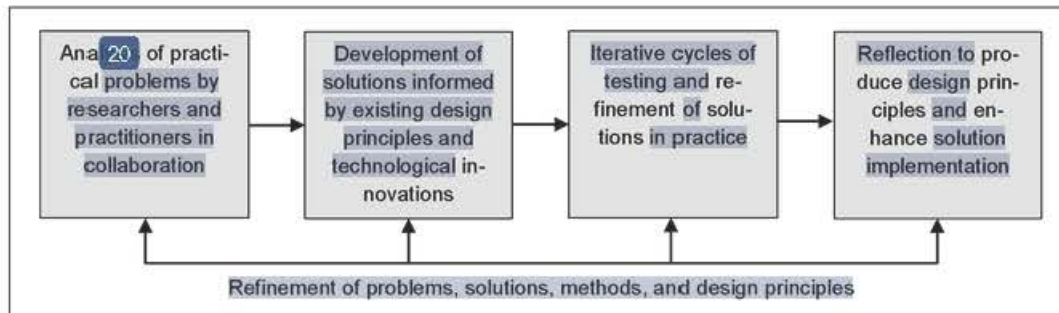 Ana 20 of practi-
cal problems by
researchers and
practitioners in
collaboration
Development of
solutions informed
by existing design
principles and
technological in-
novations
Iterative cycles of
testing and re-
finement of solu-
tions in practice
Reflection to pro-
duce design prin-
ciples and en-
hance solution
implementation
Refinement of problems, solutions, methods, and design principles